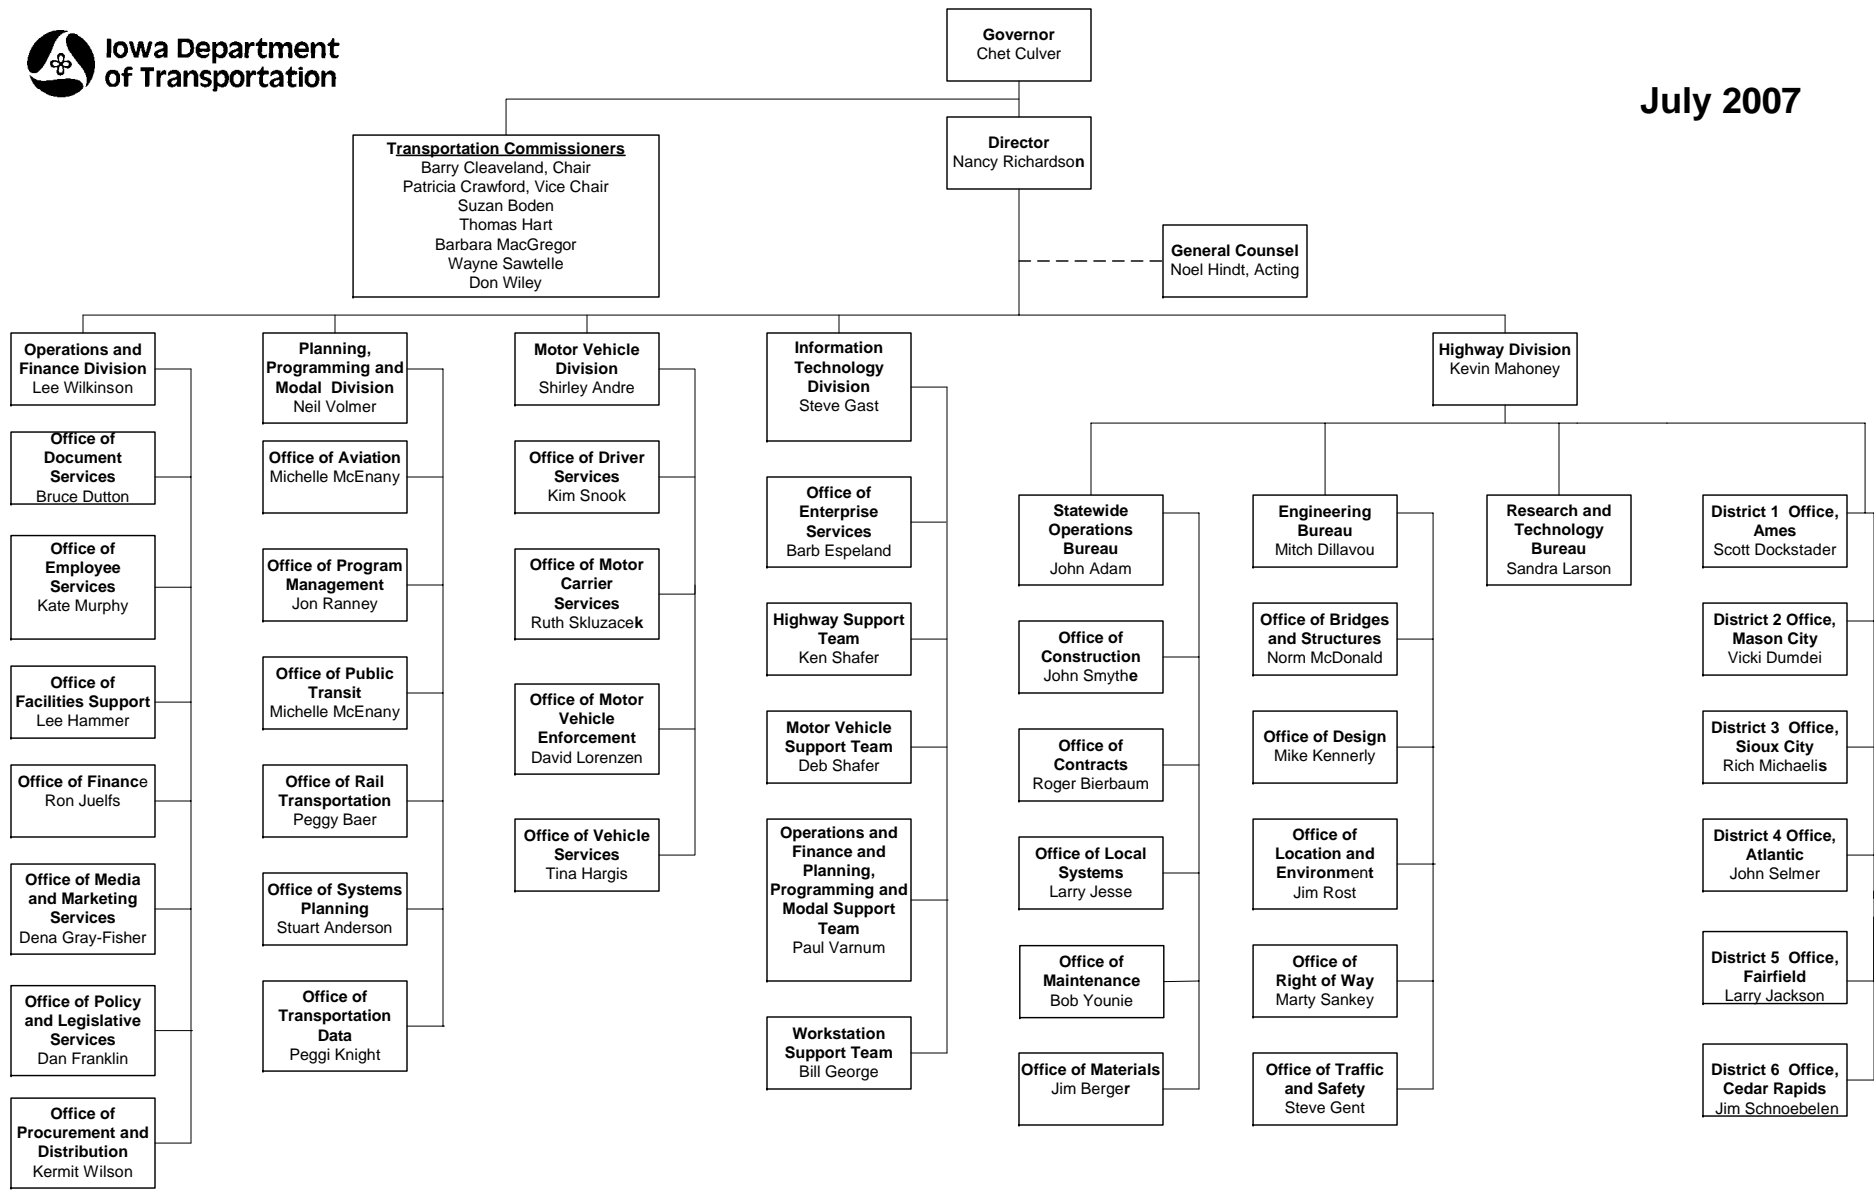 Iowa Department
of Transportation
Governor
Chet Culver
July 2007
Director
Nancy Richardson
Transportation Commissioners
Barry Cleaveland, Chair
Patricia Crawford, Vice Chair
Suzan Boden
Thomas Hart
Barbara MacGregor
Wayne Sawtelle
Don Wiley
General Counsel
Noel Hindt, Acting
Operations and
Finance Division
Lee Wilkinson
Office of
Document
Services
Bruce Dutton
Office of
Employee
Services
Kate Murphy
Office of
Facilities Support
Lee Hammer
Office of Finance
Ron Juelfs
Office of Media
and Marketing
Services
Dena Gray-Fisher
Office of Policy
and Legislative
Services
Dan Franklin
Office of
Procurement and
Distribution
Kermit Wilson
Planning,
Programming and
Modal Division
Neil Volmer
Office of Aviation
Michelle McEnany
Office of Program
Management
Jon Ranney
Office of Public
Transit
Michelle McEnany
Office of Rail
Transportation
Peggy Baer
Office of Systems
Planning
Stuart Anderson
Office of
Transportation
Data
Peggi Knight
Motor Vehicle
Division
Shirley Andre
Office of Driver
Services
Kim Snook
Office of Motor
Carrier
Services
Ruth Skluzacek
Office of Motor
Vehicle
Enforcement
David Lorenzen
Office of Vehicle
Services
Tina Hargis
Information
Technology
Division
Steve Gast
Office of
Enterprise
Services
Barb Espeland
Highway Support
Team
Ken Shafer
Motor Vehicle
Support Team
Deb Shafer
Operations and
Finance and
Planning,
Programming and
Modal Support
Team
Paul Varnum
Workstation
Support Team
Bill George
Highway Division
Kevin Mahoney
Statewide
Operations
Bureau
John Adam
Office of
Construction
John Smythe
Office of
Contracts
Roger Bierbaum
Office of Local
Systems
Larry Jesse
Office of
Maintenance
Bob Younie
Office of Materials
Jim Berger
Engineering
Bureau
Mitch Dillavou
Office of Bridges
and Structures
Norm McDonald
Office of Design
Mike Kennerly
Office of
Location and
Environment
Jim Rost
Office of
Right of Way
Marty Sankey
Office of Traffic
and Safety
Steve Gent
Research and
Technology
Bureau
Sandra Larson
District 1 Office,
Ames
Scott Dockstader
District 2 Office,
Mason City
Vicki Dumdei
District 3 Office,
Sioux City
Rich Michaelis
District 4 Office,
Atlantic
John Selmer
District 5 Office,
Fairfield
Larry Jackson
District 6 Office,
Cedar Rapids
Jim Schnoebelen